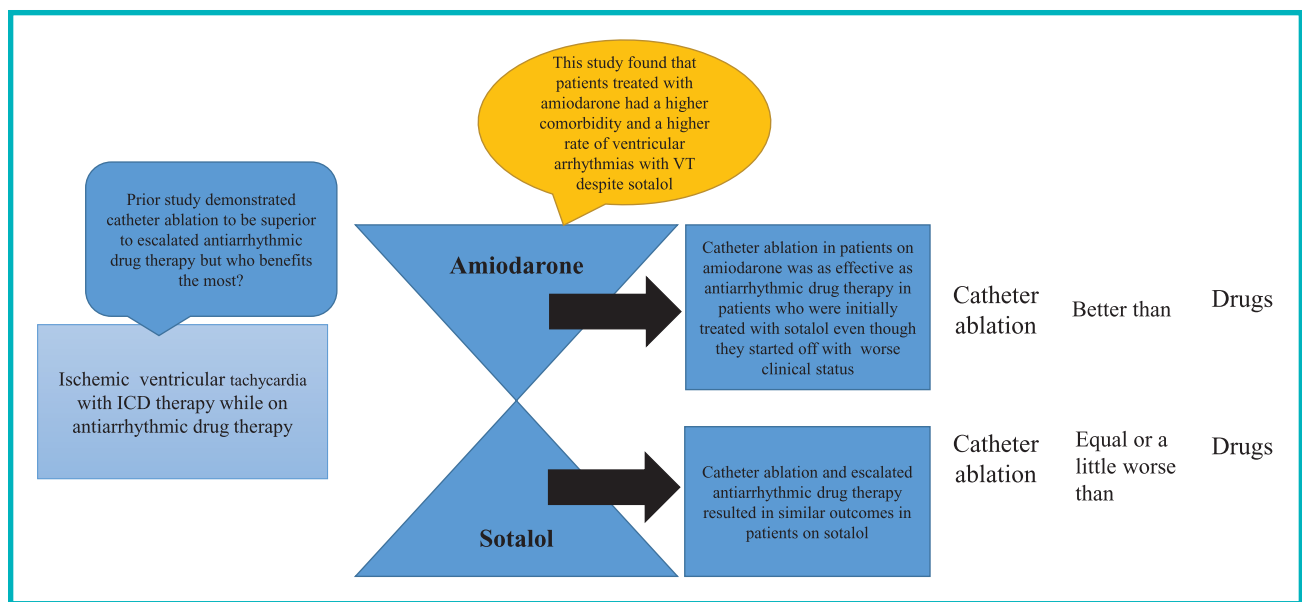 This study found that
patients treated with
amiodarone had a higher
comorbidity and a higher
rate of ventricular
arrhythmias with VT
despite sotalol
Prior study demonstrated
catheter ablation to be superior
to escalated antiarrhythmic
drug therapy but who benefits
the most?
Ischemic ventricular tachycardia
with ICD therapy while on
antiarrhythmic drug therapy
Amiodarone
Catheter ablation in patients on
amiodarone was as effective as
antiarrhythmic drug therapy in
patients who were initially
treated with sotalol even though
they started off with worse
clinical status
Catheter
ablation
Better than
Drugs
Sotalol
Catheter ablation and escalated
antiarrhythmic drug therapy
resulted in similar outcomes in
patients on sotalol
Catheter
ablation
Equal or a
little worse
than
Drugs